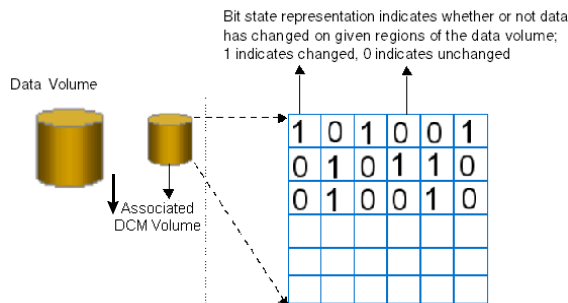 Bit state representation indicates whether or not data
has changed on given regions of the data volume;
1 indicates changed, 0 indicates unchanged
Data Volume
Associated
DCM Volume
1 0 1 0 0 1
0 1 0 1 1 0
0 1 0 0 1 0